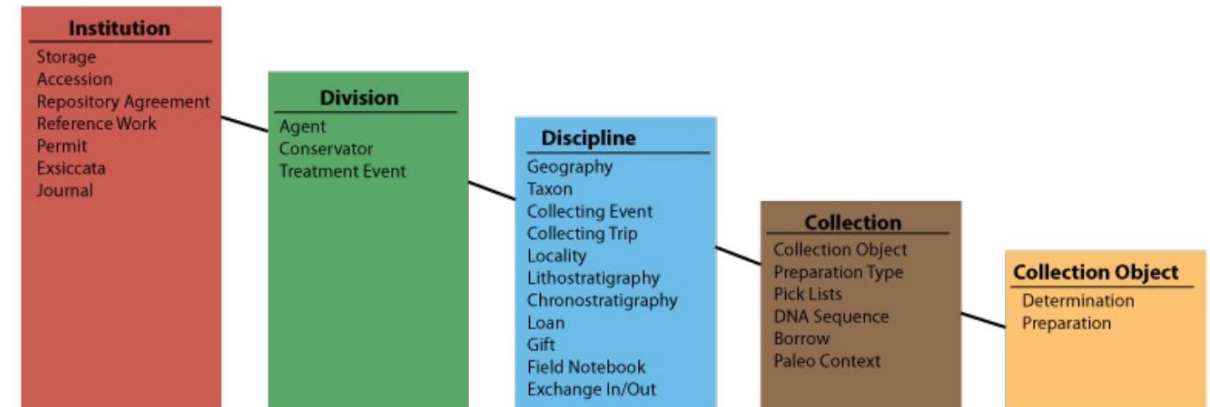 Institution
Storage
Accession
Repository Agreement
Reference Work
Permit
Exsiccata
Journal
Division
Agent
Conservator
Treatment Event
Discipline
Geography
Taxon
Collecting Event
Collecting Trip
Locality
Lithostratigraphy
Chronostratigraphy
Loan
Gift
Field Notebook
Exchange In/Out
Collection
Collection Object
Preparation Type
Pick Lists
DNA Sequence
Borrow
Paleo Context
Collection Object
Determination
Preparation